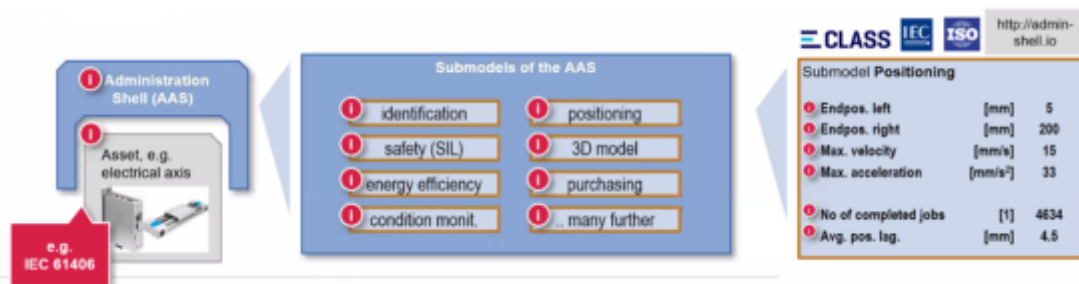 Administration
Shell (AAS)
Asset, e.g.
electrical axis
e.g.
IEC 61406
Submodels of the AAS
identification
positioning
safety (SIL)
3D model
energy efficiency
purchasing
condition monit.
.. many further
ECLASS
IEC
ISO
http://admin-
shell.io
Submodel Positioning
Endpos. left [mm] 5
Endpos. right [mm] 200
Max. velocity [mm/s] 15
Max. acceleration [mm/s²] 33
No of completed jobs [1] 4634
Avg. pos. lag. [mm] 4.5